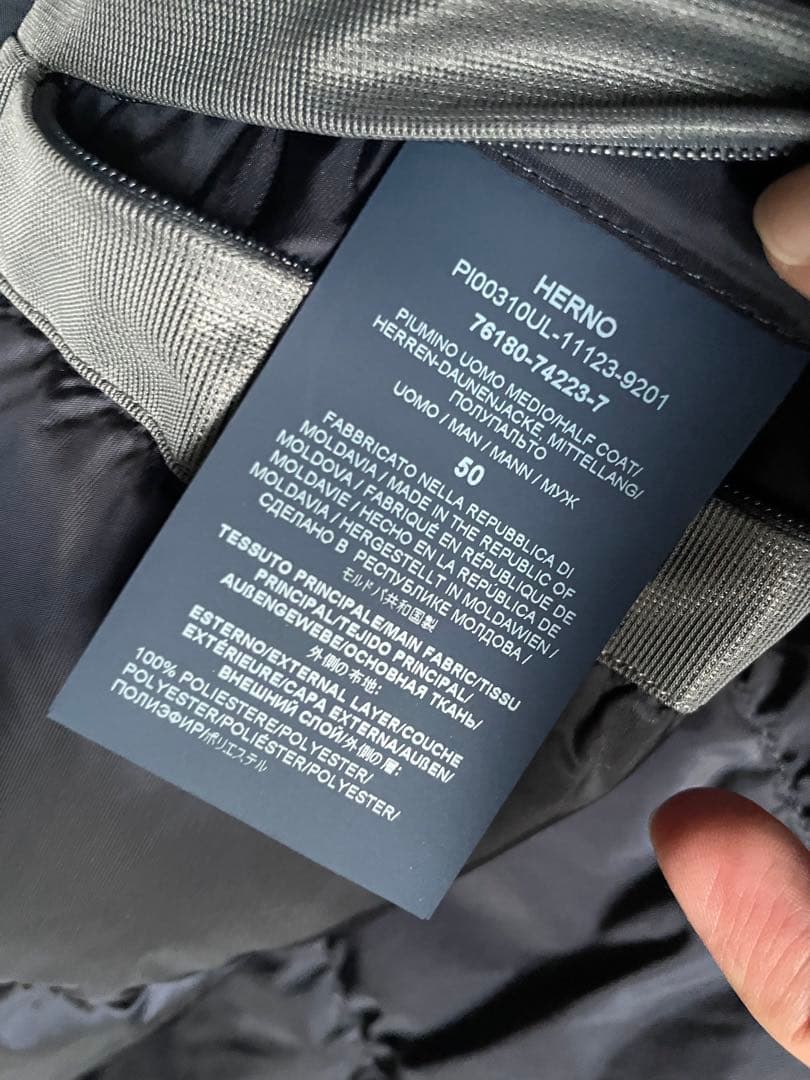 HERNO
PI00310UL-11123-9201
76180-74223-7
PIUMINO UOMO MEDIO/HALF COAT/
HERREN-DAUNENJACKE, MITTELLANG/
ПОЛУПАЛЬТО
UOMO / MAN / MANN / МУЖ
50
FABBRICATO NELLA REPUBBLICA DI
MOLDAVIA / MADE IN THE REPUBLIC OF
MOLDOVA / FABRIQUÉ EN RÉPUBLIQUE DE
MOLDAVIE / HECHO EN LA REPÚBLICA DE
MOLDAVIA / HERGESTELLT IN MOLDAWIEN /
СДЕЛАНО В РЕСПУБЛИКЕ МОЛДОВА /
モルドバ共和国製
TESSUTO PRINCIPALE/MAIN FABRIC/TISSU
PRINCIPAL/TEJIDO PRINCIPAL/
AUßENGEWEBE/ОСНОВНАЯ ТКАНЬ/
外側の布地:
ESTERNO/EXTERNAL LAYER/COUCHE
EXTÉRIEURE/CAPA EXTERNA/AUßEN/
ВНЕШНИЙ СЛОЙ/外側の層:
100% POLIESTERE/POLYESTER/
POLYESTER/POLIÉSTER/POLYESTER/
ПОЛИЭФИР/ポリエステル